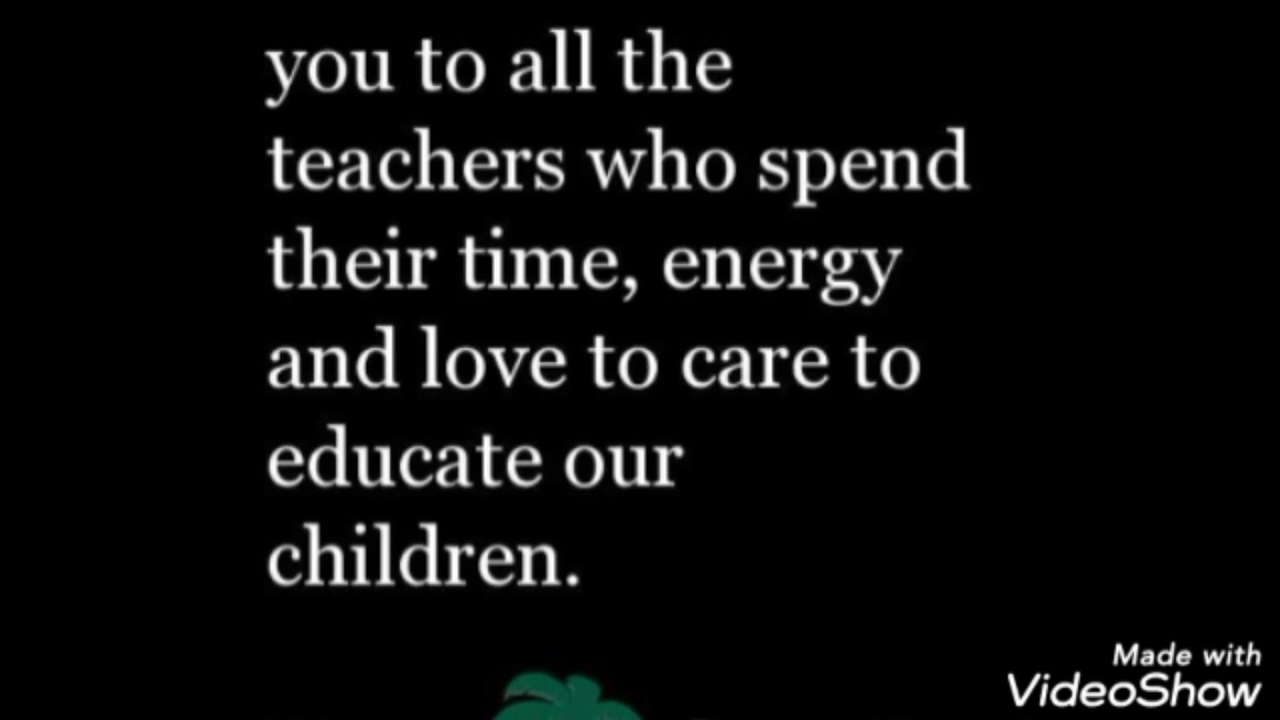 you to all the
teachers who spend
their time, energy
and love to care to
educate our
children.
Made with
VideoShow